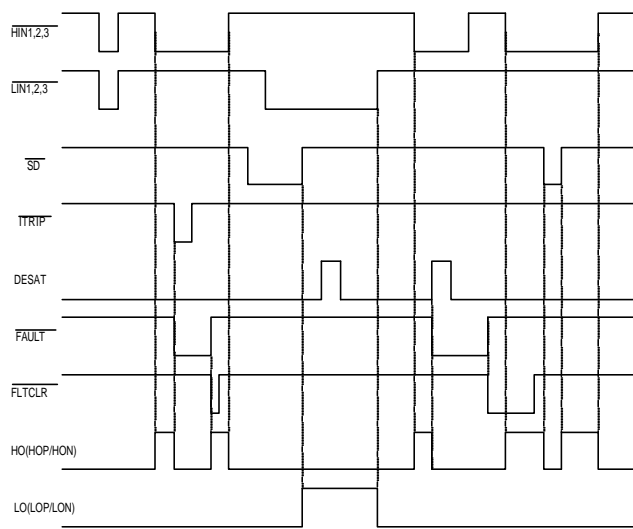 HIN1,2,3
LIN1,2,3
SD
ITRIP
DESAT
FAULT
FLTCLR
HO(HOP/HON)
LO(LOP/LON)